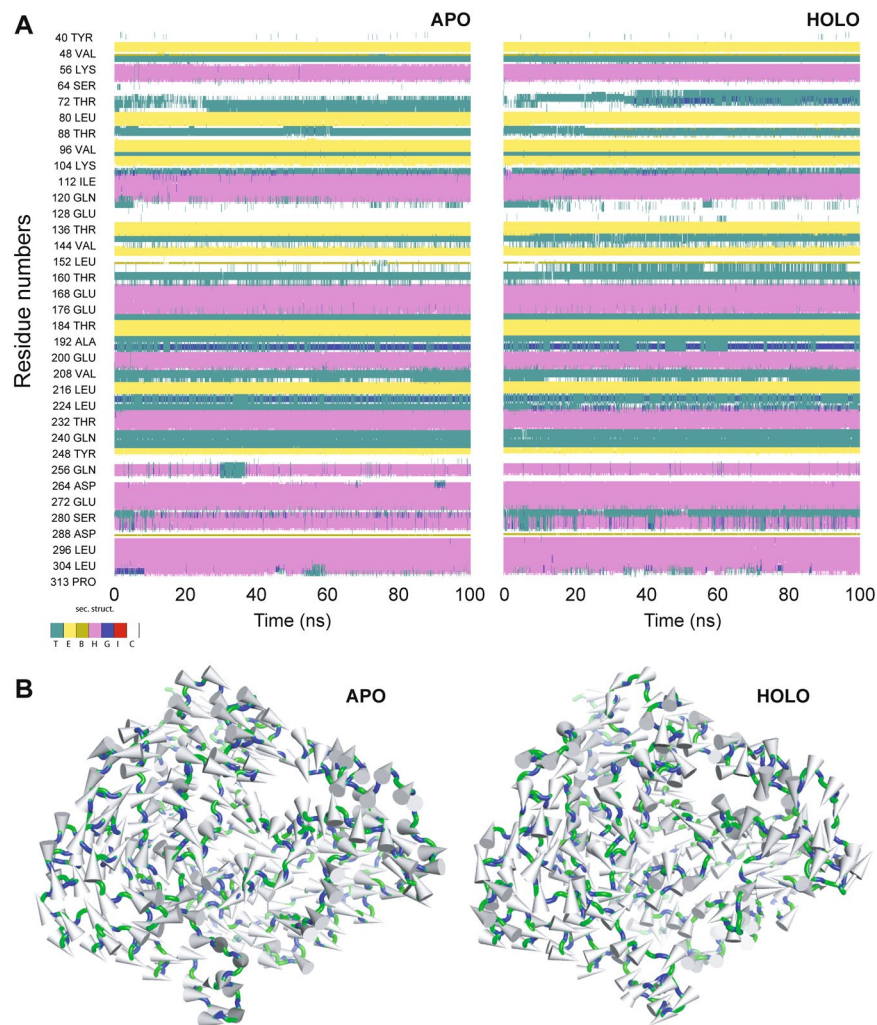 A
APO
HOLO
Residue numbers
40 TYR
48 VAL
56 LYS
64 SER
72 THR
80 LEU
88 THR
96 VAL
104 LYS
112 ILE
120 GLN
128 GLU
136 THR
144 VAL
152 LEU
160 THR
168 GLU
176 GLU
184 THR
192 ALA
200 GLU
208 VAL
216 LEU
224 LEU
232 THR
240 GLN
248 TYR
256 GLN
264 ASP
272 GLU
280 SER
288 ASP
296 LEU
304 LEU
313 PRO
0 20 40 60 80 100
0 20 40 60 80 100
Time (ns)
Time (ns)
sec. struct.
T E B H G I C
B
APO
HOLO